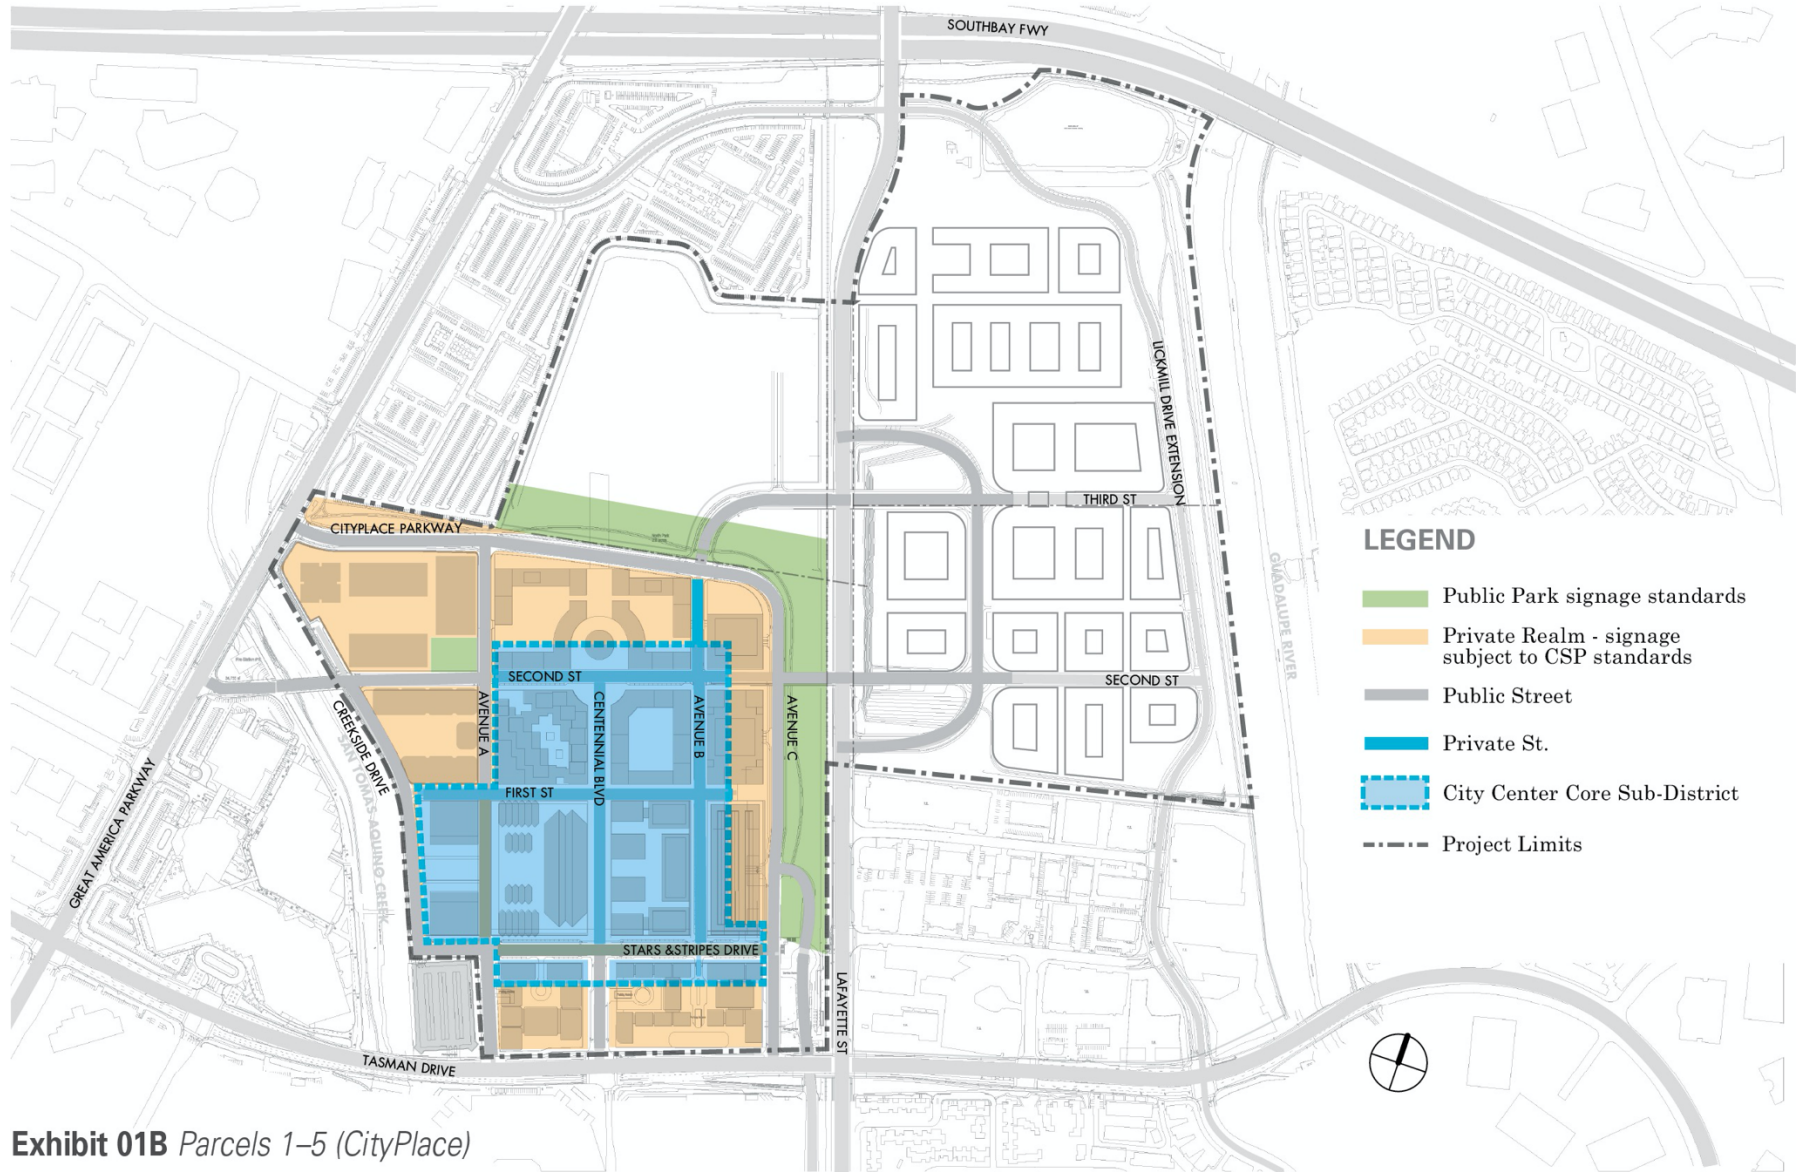 SOUTHBAY FWY
LICKMILL DRIVE EXTENSION
THIRD ST
CITYPLACE PARKWAY
LEGEND
Public Park signage standards
Private Realm - signage
subject to CSP standards
Public Street
Private St.
City Center Core Sub-District
Project Limits
GUADALUPE RIVER
SECOND ST
SECOND ST
AVENUE A
CENTENNIAL BLVD
AVENUE B
AVENUE C
CREEKSIDE DRIVE
SAN TOMAS AQUINO CREEK
FIRST ST
GREAT AMERICA PARKWAY
STARS &STRIPES DRIVE
LAFAYETTE ST
TASMAN DRIVE
Exhibit 01B Parcels 1–5 (CityPlace)